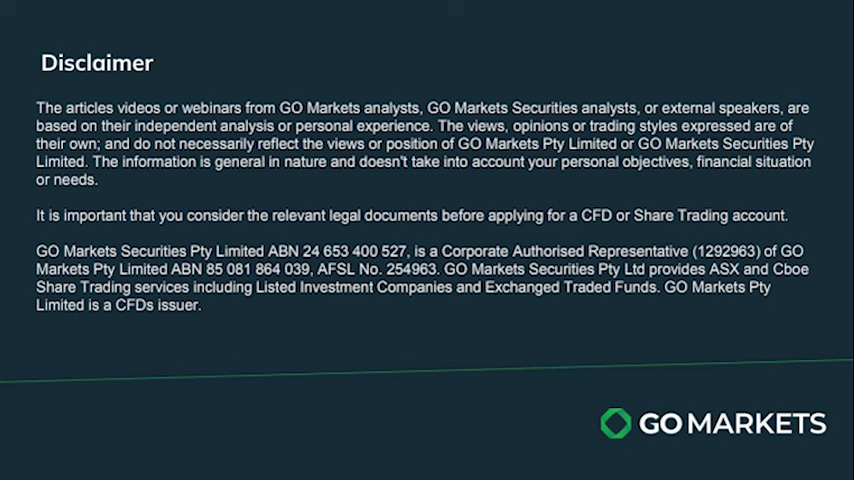 Disclaimer
The articles videos or webinars from GO Markets analysts, GO Markets Securities analysts, or external speakers, are
based on their independent analysis or personal experience. The views, opinions or trading styles expressed are of
their own; and do not necessarily reflect the views or position of GO Markets Pty Limited or GO Markets Securities Pty
Limited. The information is general in nature and doesn't take into account your personal objectives, financial situation
or needs.
It is important that you consider the relevant legal documents before applying for a CFD or Share Trading account.
GO Markets Securities Pty Limited ABN 24 653 400 527, is a Corporate Authorised Representative (1292963) of GO
Markets Pty Limited ABN 85 081 864 039, AFSL No. 254963. GO Markets Securities Pty Ltd provides ASX and Cboe
Share Trading services including Listed Investment Companies and Exchanged Traded Funds. GO Markets Pty
Limited is a CFDs issuer.
GO MARKETS